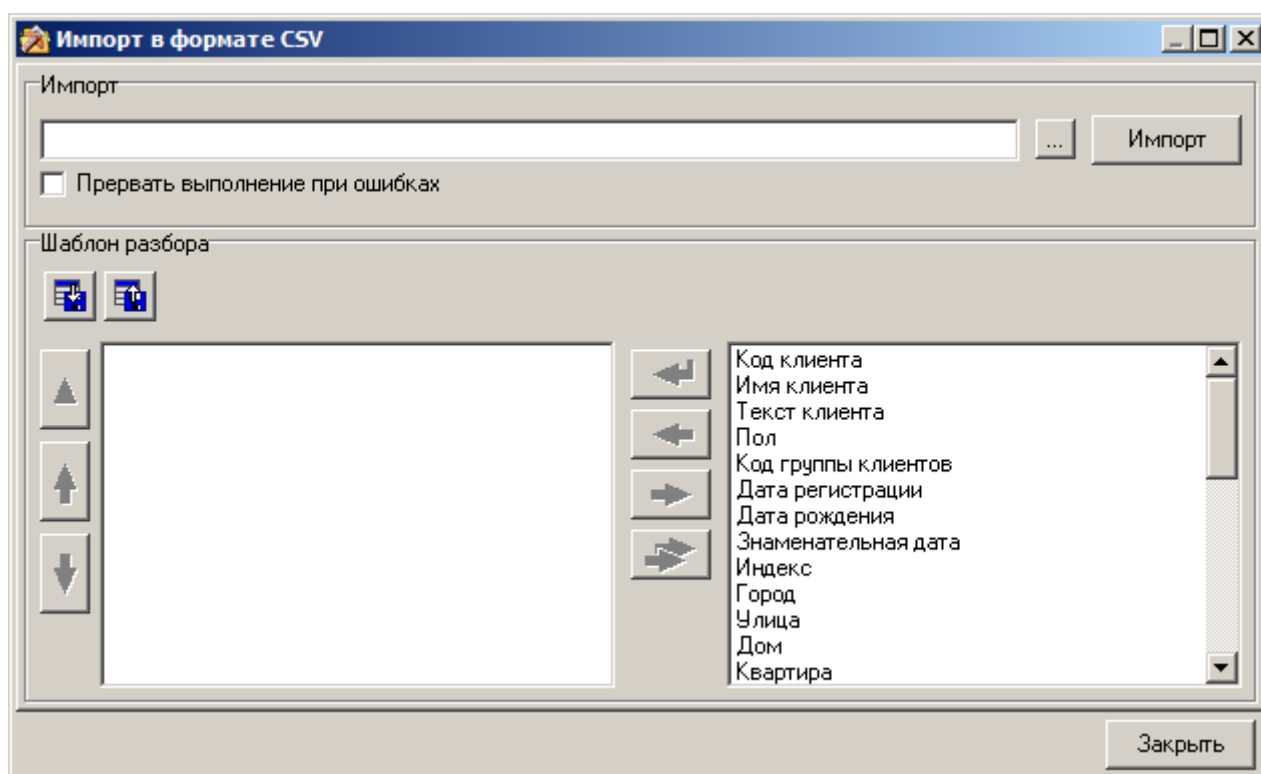 Импорт в формате CSV
Импорт
... Импорт
Прервать выполнение при ошибках
Шаблон разбора
Код клиента
Имя клиента
Текст клиента
Пол
Код группы клиентов
Дата регистрации
Дата рождения
Знаменательная дата
Индекс
Город
Улица
Дом
Квартира
Закрыть